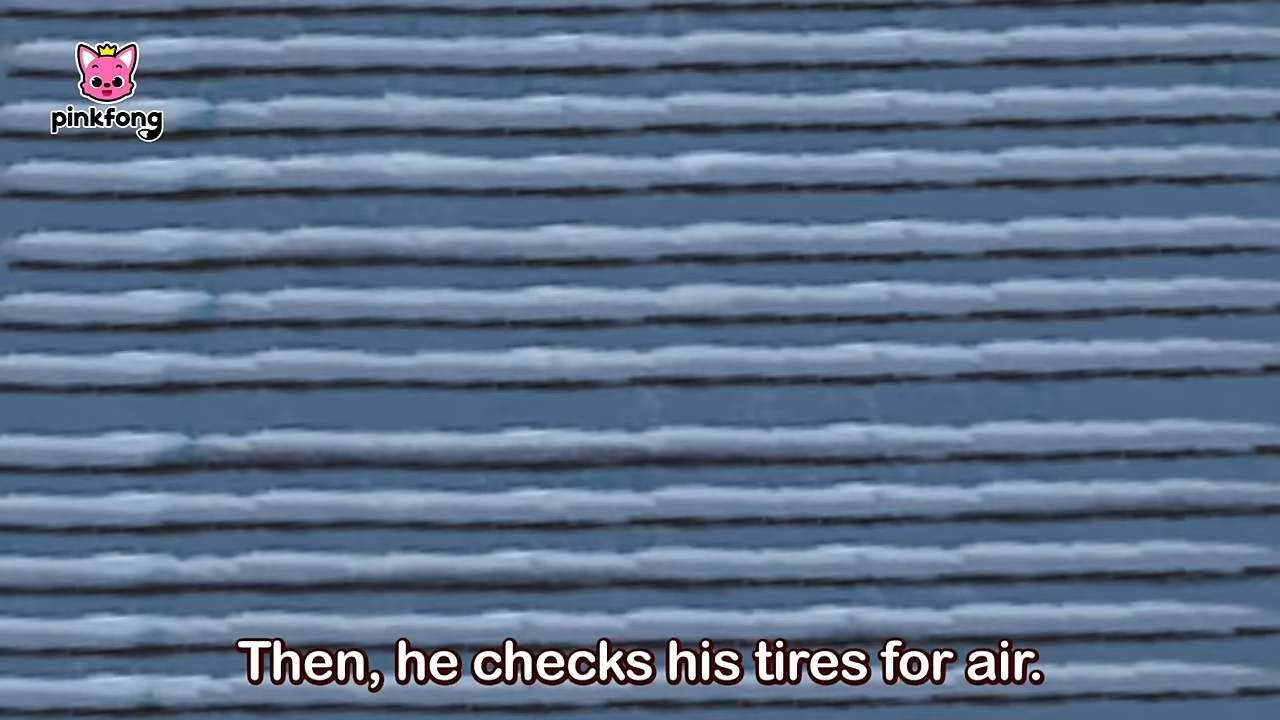 pinkfong
Then, he checks his tires for air.